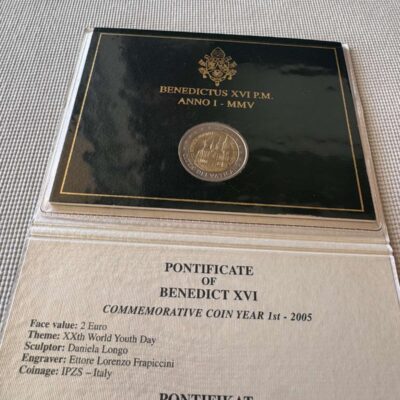 BENEDICTUS XVI P.M.
ANNO I - MMV
PONTIFICATE
OF
BENEDICT XVI
COMMEMORATIVE COIN YEAR 1st - 2005
Face value: 2 Euro
Theme: XXth World Youth Day
Sculptor: Daniela Longo
Engraver: Ettore Lorenzo Frapiccini
Coinage: IPZS – Italy
PONTIFIKAT